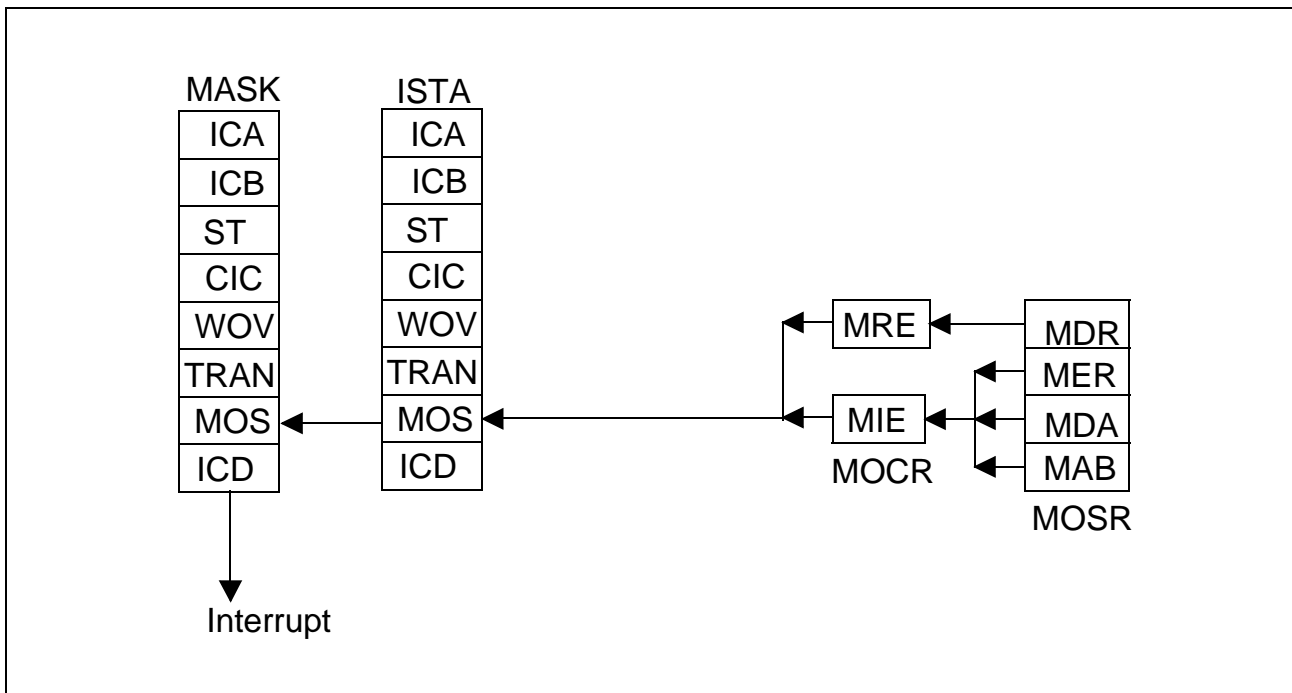 MASK
ICA
ICB
ST
CIC
WOV
TRAN
MOS
ICD
Interrupt
ISTA
ICA
ICB
ST
CIC
WOV
TRAN
MOS
ICD
MRE
MIE
MOCR
MDR
MER
MDA
MAB
MOSR